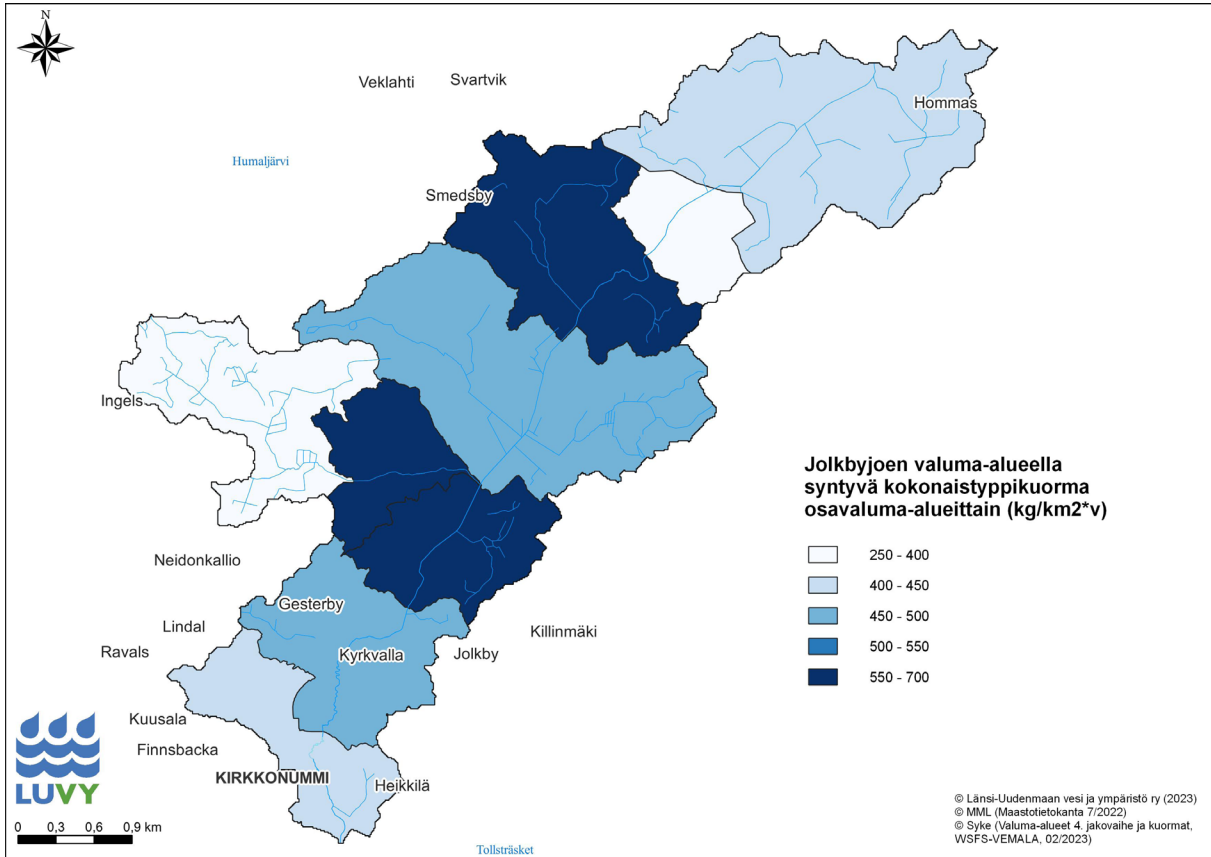 N
Veklahti
Svartvik
Hommas
Humaljärvi
Smedsby
Ingels
Jolkbyjoen valuma-alueella
syntyvä kokonaistyppikuorma
osavaluma-alueittain (kg/km2*v)
250 - 400
400 - 450
450 - 500
500 - 550
550 - 700
Neidonkallio
Gesterby
Lindal
Killinmäki
Ravals
Kyrkvalla
Jolkby
Kuusala
Finnsbacka
KIRKKONUMMI
Heikkilä
LUVY
0 0,3 0,6 0,9 km
Tollsträsket
© Länsi-Uudenmaan vesi ja ympäristö ry (2023)
© MML (Maastotietokanta 7/2022)
© Syke (Valuma-alueet 4. jakovaihe ja kuormat,
WSFS-VEMALA, 02/2023)